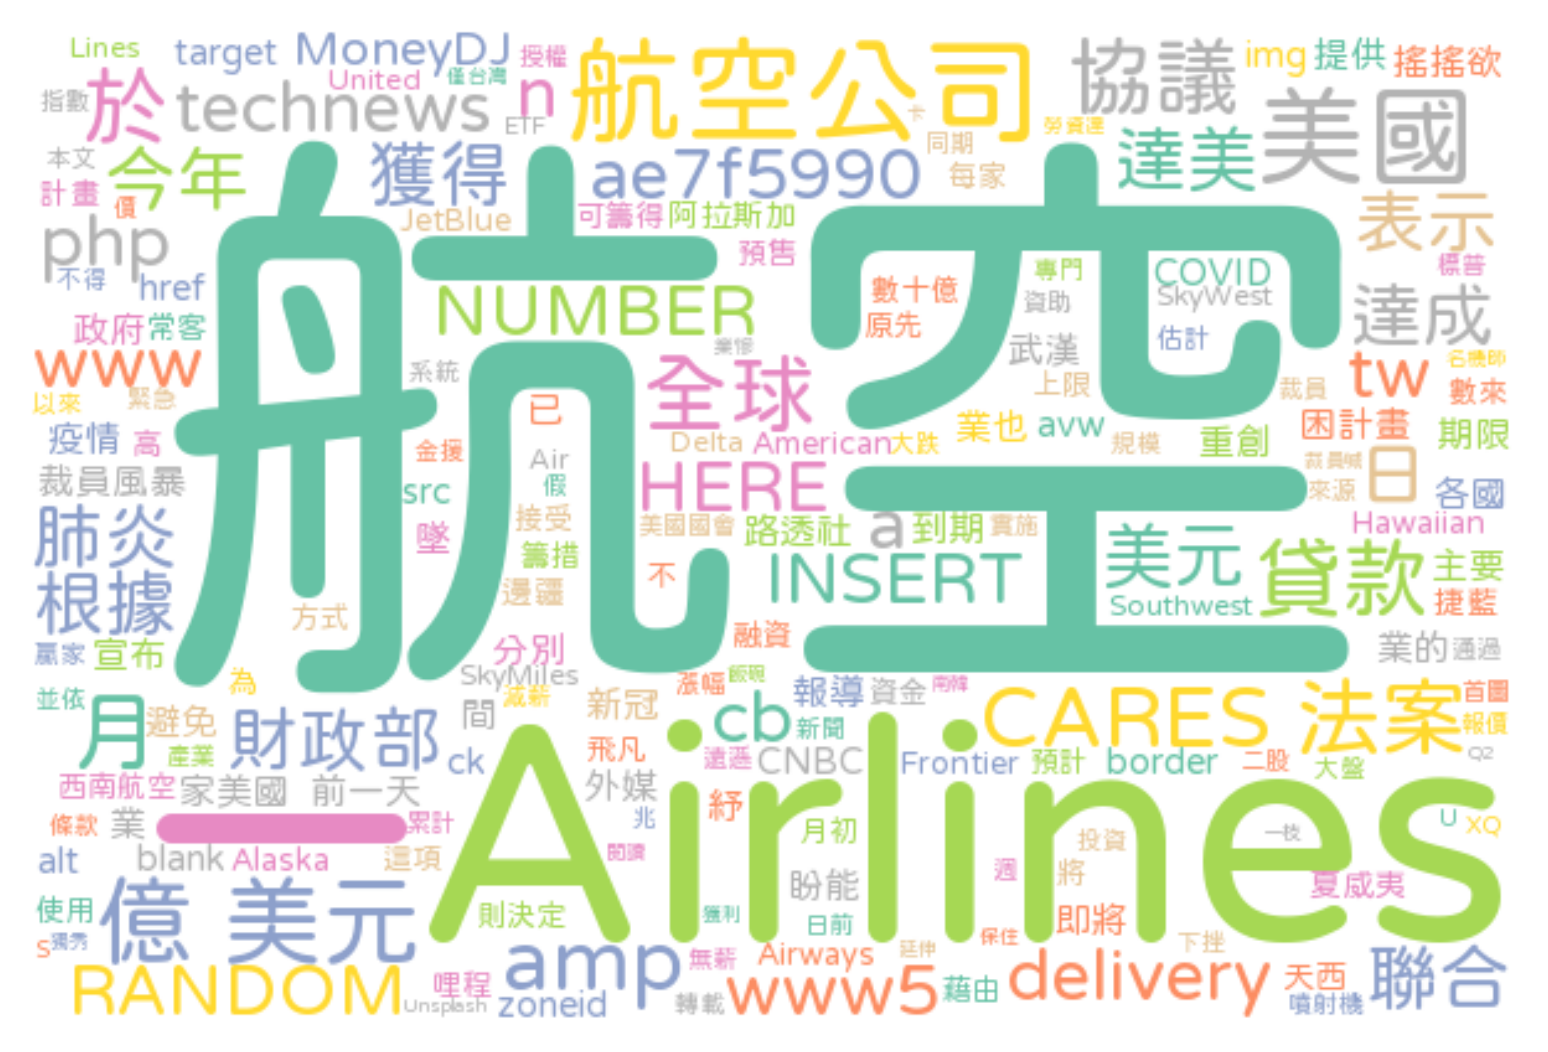 Lines
target
MoneyDJ
授權
航空公司
協議
img
提供
搖搖欲
指數
於
technews
United
僅台灣
n
ETF
卡
同期
勞資達
美國
本文
今年
獲得
ae7f5990
每家
達美
計畫
價
php
JetBlue
可籌得
阿拉斯加
表示
航空
預售
專門
COVID
標普
不得
href
NUMBER
數十億
資助
SkyWest
達成
政府
常客
原先
估計
www
系統
業慘
全球
武漢
上限
tw
名機師
以來
緊急
已
裁員
數來
疫情
高
金援
Delta
American
大跌
業也
avw
規模
重創
困計畫
期限
裁員風暴
src
Air
假
HERE
裁員喊
日
來源
各國
肺炎
墜
接受
美國國會
路透社
a
到期
實施
Hawaiian
籌措
不
INSERT
美元
貸款
主要
根據
方式
邊疆
Southwest
捷藍
贏家
宣布
分別
融資
業的
通過
為
SkyMiles
漲幅
飯碗
並依
月
避免
財政部
間
減薪
新冠
cb
報導
資金
南韓
CARES
法案
首圖
新聞
報價
產業
ck
飛凡
遠遜
CNBC
Frontier
預計
border
二股
大盤
Q2
西南航空
家美國
前一天
外媒
條款
業
一
累計
Airlines
兆
紓
月初
投資
一枝
U
XQ
alt
blank
Alaska
這項
閱讀
盼能
週
將
夏威夷
使用
億
美元
則決定
獲利
日前
保住
即將
S
獨秀
amp
無薪
Airways
延伸
下挫
聯合
RANDOM
哩程
www5
藉由
delivery
天西
Unsplash
zoneid
轉載
噴射機